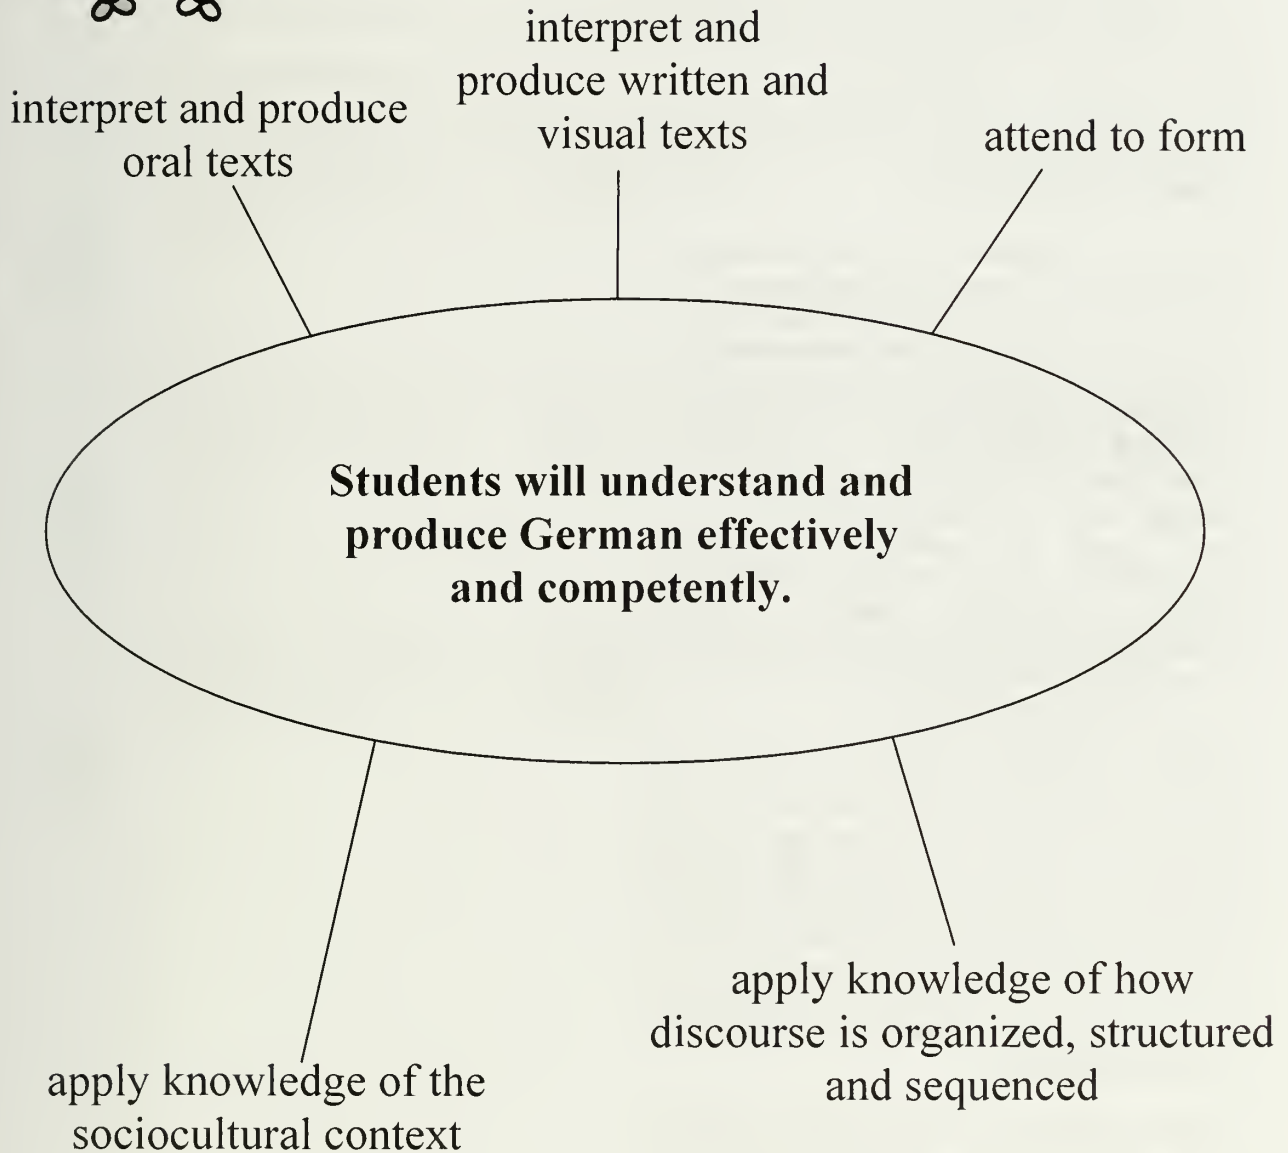 interpret and produce
oral texts
interpret and
produce written and
visual texts
attend to form
Students will understand and
produce German effectively
and competently.
apply knowledge of the
sociocultural context
apply knowledge of how
discourse is organized, structured
and sequenced